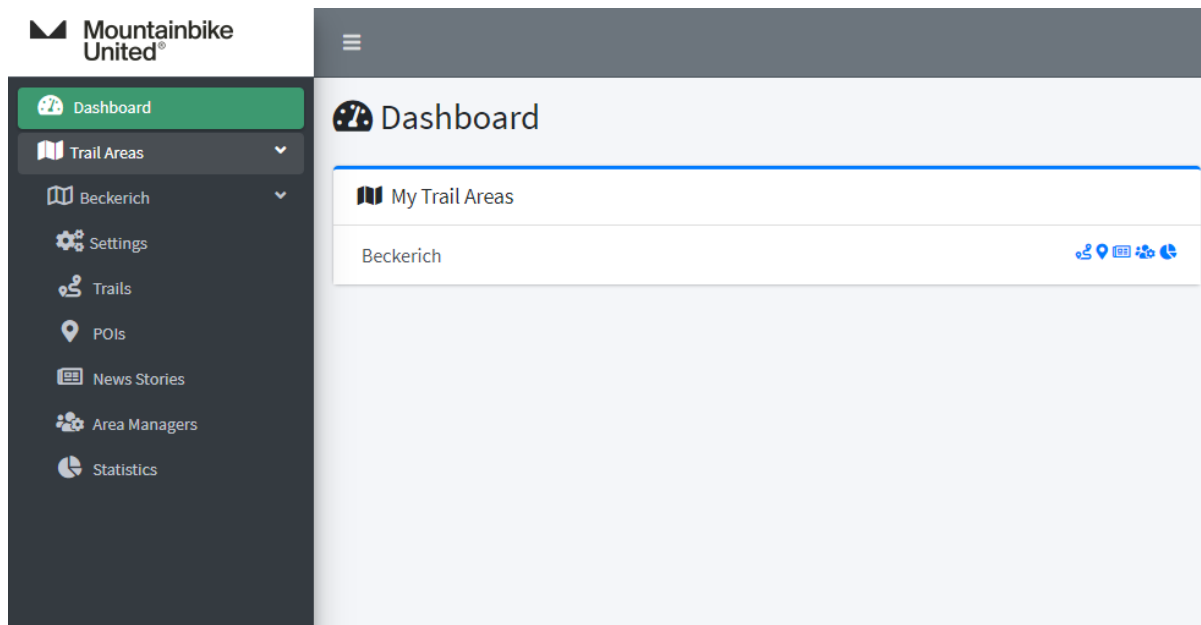 Mountainbike
United®
Dashboard
Trail Areas
Beckerich
Settings
Trails
POIs
News Stories
Area Managers
Statistics
Dashboard
My Trail Areas
Beckerich